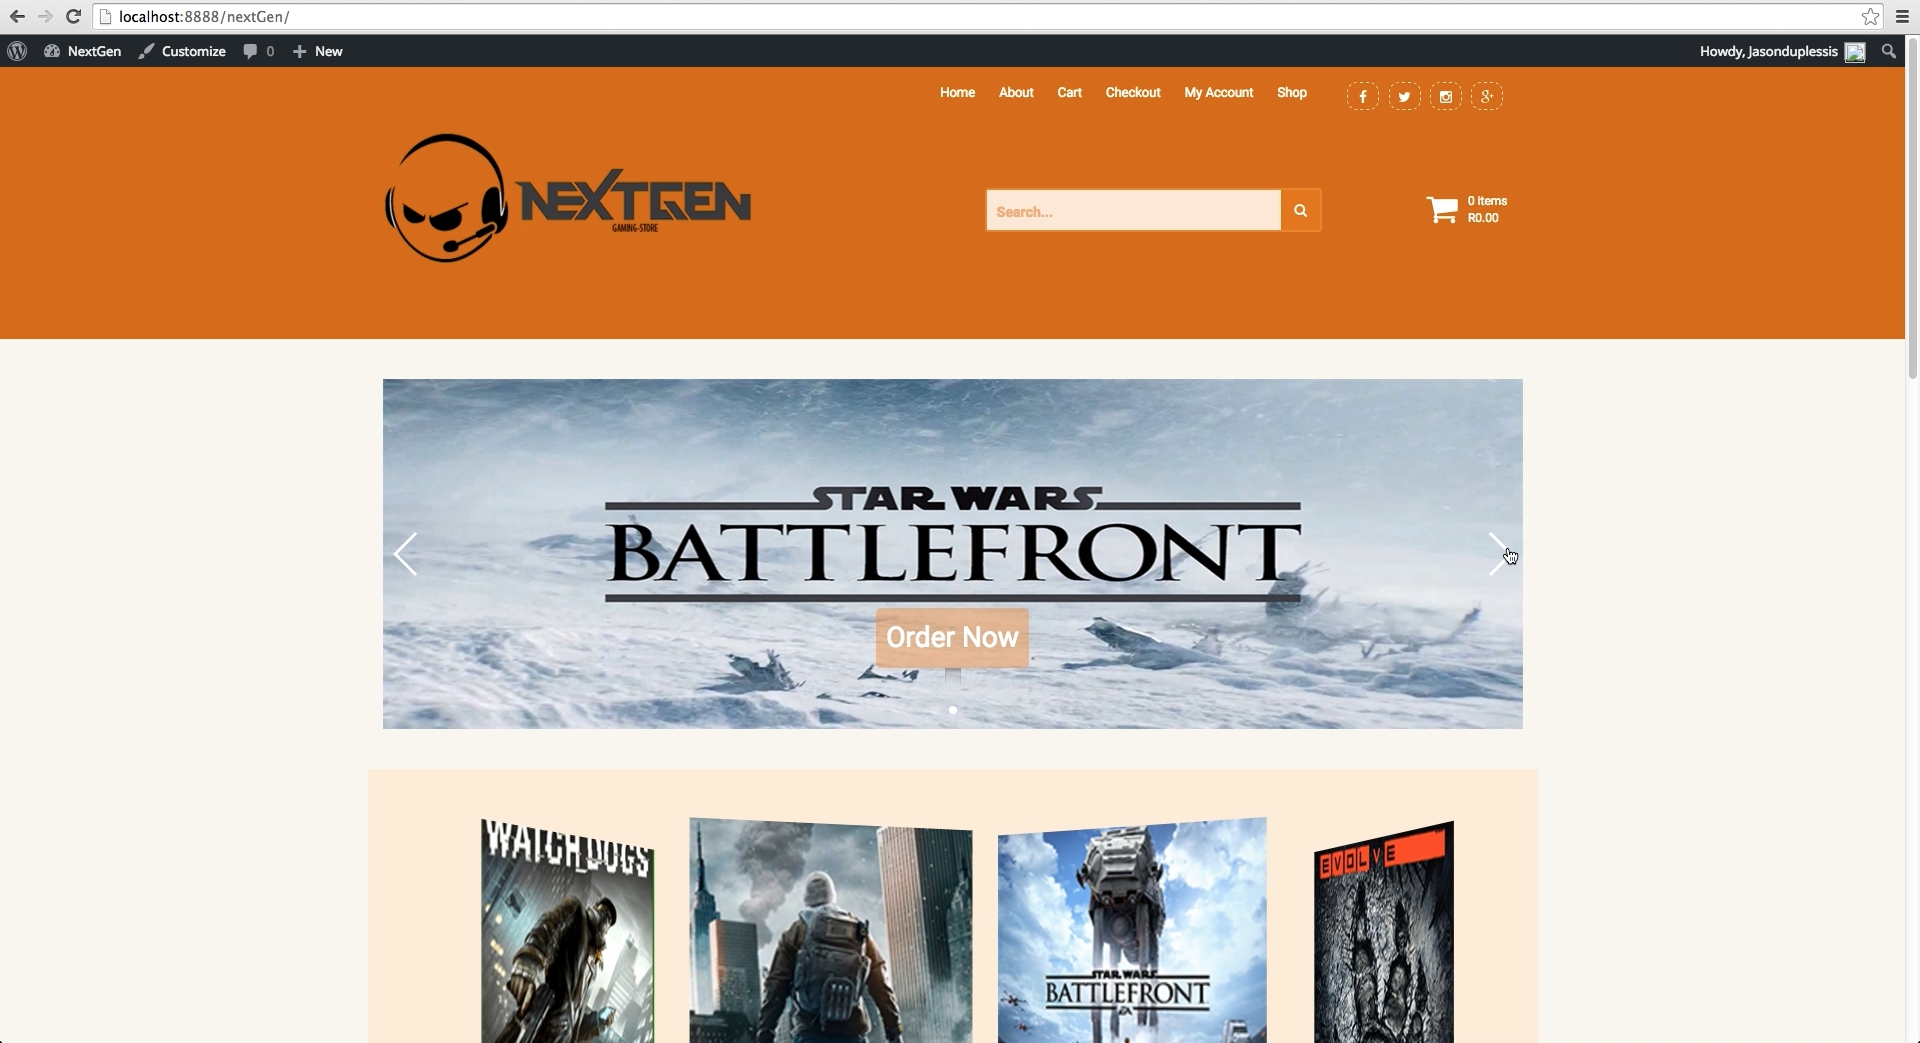 localhost:8888/nextGen/
NextGen Customize 0 New Howdy, Jasonduplessis
Home About Cart Checkout My Account Shop
NEXTGEN
GAMING-STORE
Search...
0 items
R0.00
STAR WARS
BATTLEFRONT
Order Now
WATCH_DOGS
EVOLVE
STAR WARS
BATTLEFRONT
EA